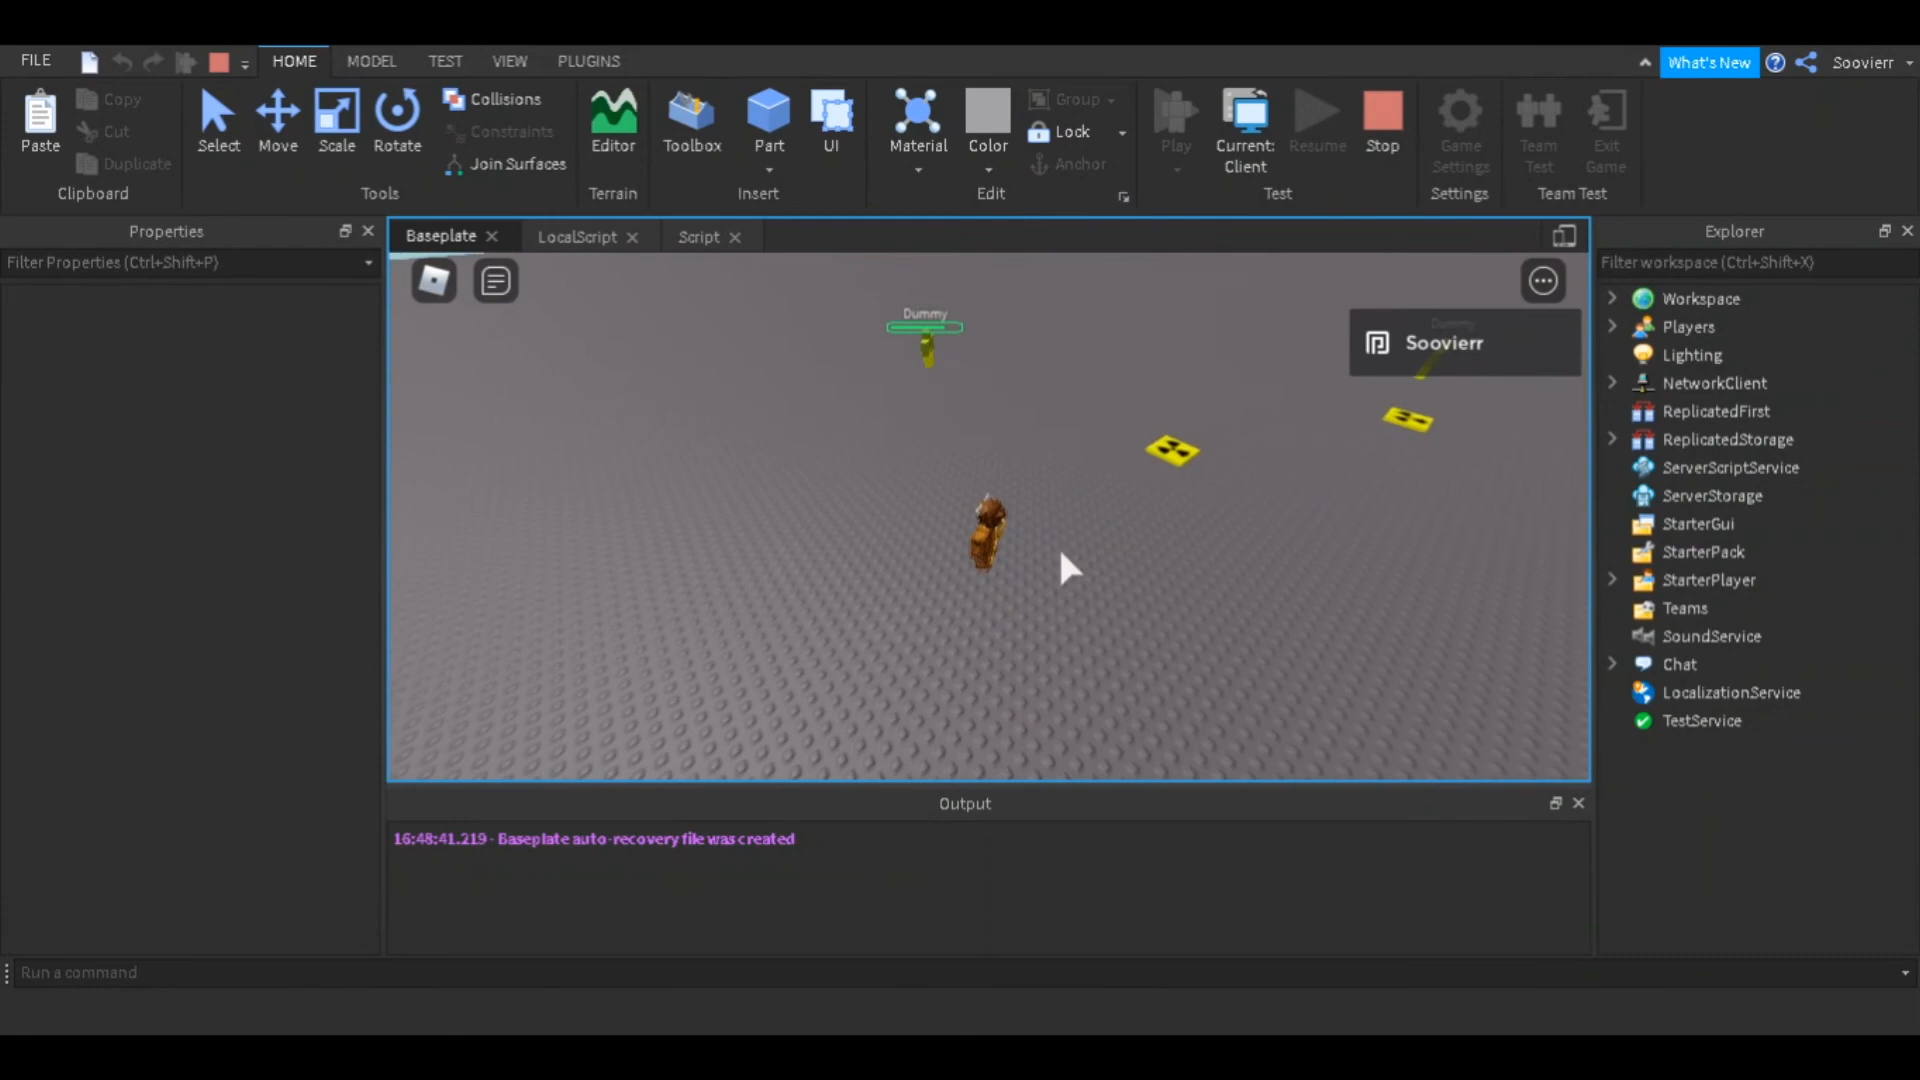 FILE
HOME
MODEL
TEST
VIEW
PLUGINS
What's New
Soovierr
Paste
Copy
Cut
Duplicate
Clipboard
Select
Move
Scale
Rotate
Collisions
Constraints
Join Surfaces
Tools
Editor
Terrain
Toolbox
Part
UI
Insert
Material
Color
Group
Lock
Anchor
Edit
Play
Current:
Client
Resume
Stop
Test
Game
Settings
Settings
Team
Test
Exit
Game
Team Test
Properties
Filter Properties (Ctrl+Shift+P)
Baseplate
LocalScript
Script
Dummy
Dummy
Soovierr
Explorer
Filter workspace (Ctrl+Shift+X)
Workspace
Players
Lighting
NetworkClient
ReplicatedFirst
ReplicatedStorage
ServerScriptService
ServerStorage
StarterGui
StarterPack
StarterPlayer
Teams
SoundService
Chat
LocalizationService
TestService
Output
16:48:41.219 - Baseplate auto-recovery file was created
Run a command